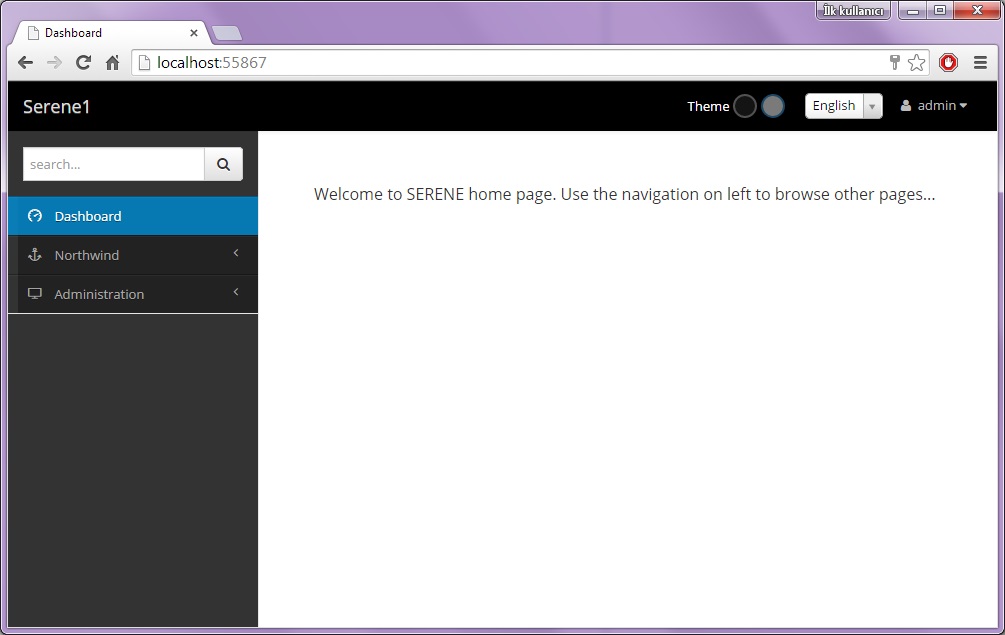 İlk kullanıcı
Dashboard
localhost:55867
Serene1
Theme
English
admin
search...
Dashboard
Northwind
Administration
Welcome to SERENE home page. Use the navigation on left to browse other pages...